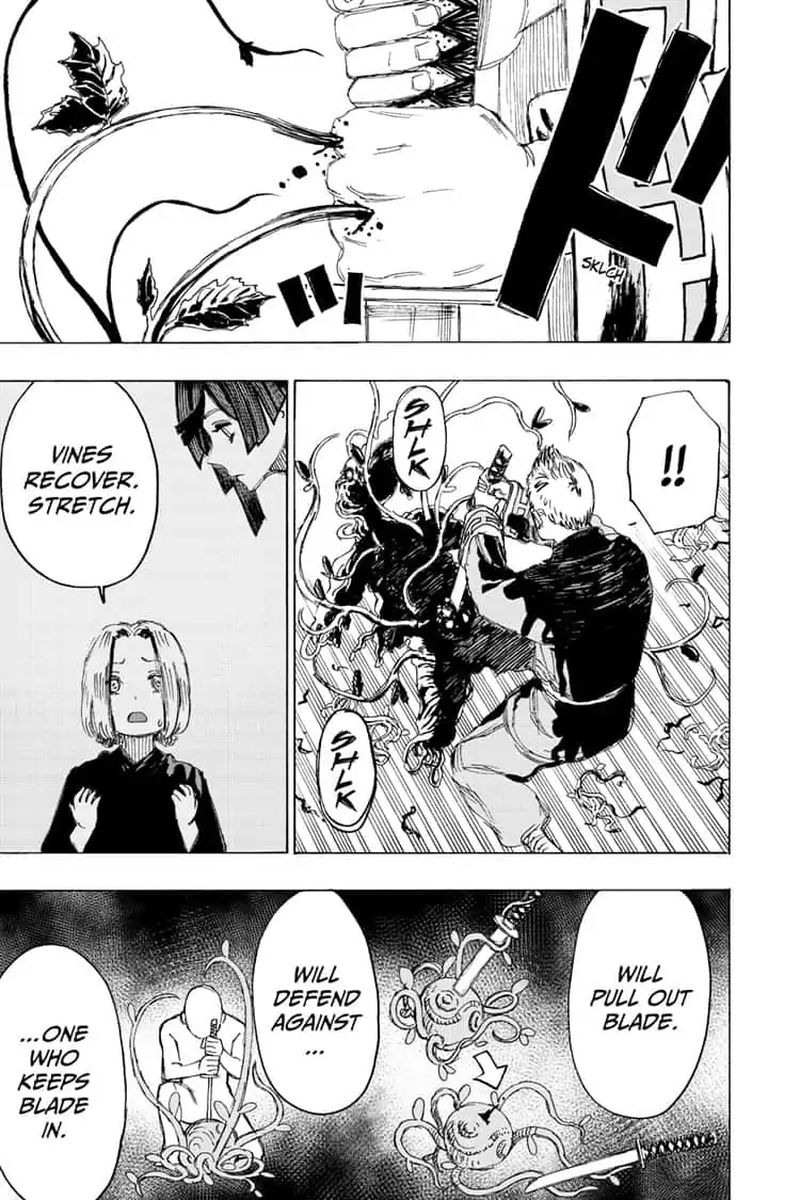 ドッ
SKLCH
!!
SHLK
SHLK
VINES
RECOVER.
STRETCH.
WILL
PULL OUT
BLADE.
WILL
DEFEND
AGAINST
...
...ONE
WHO
KEEPS
BLADE
IN.